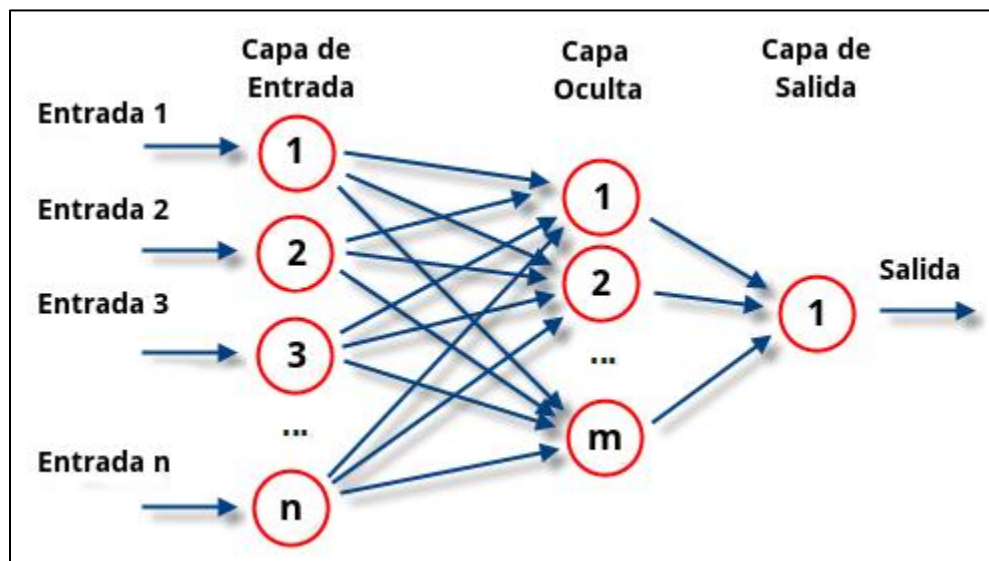 Capa de
Entrada
Capa
Oculta
Capa de
Salida
Entrada 1
1
Entrada 2
2
Entrada 3
3
...
Entrada n
n
1
2
...
m
1
Salida